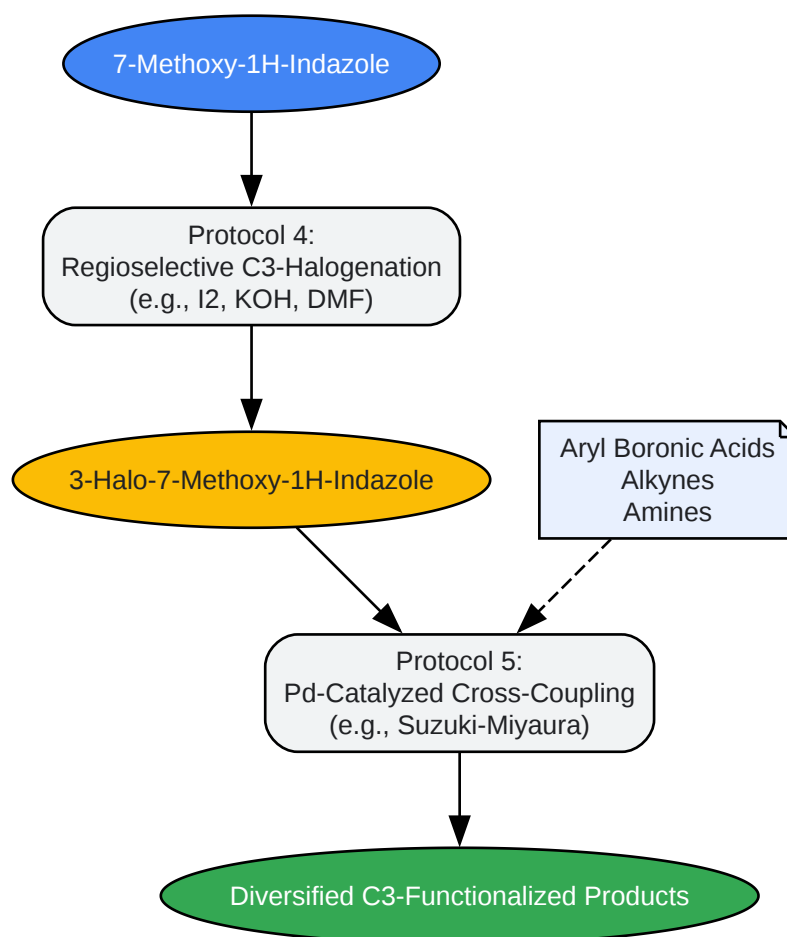 7-Methoxy-1H-Indazole
Protocol 4:
Regioselective C3-Halogenation
(e.g., I2, KOH, DMF)
3-Halo-7-Methoxy-1H-Indazole
Aryl Boronic Acids
Alkynes
Amines
Protocol 5:
Pd-Catalyzed Cross-Coupling
(e.g., Suzuki-Miyaura)
Diversified C3-Functionalized Products